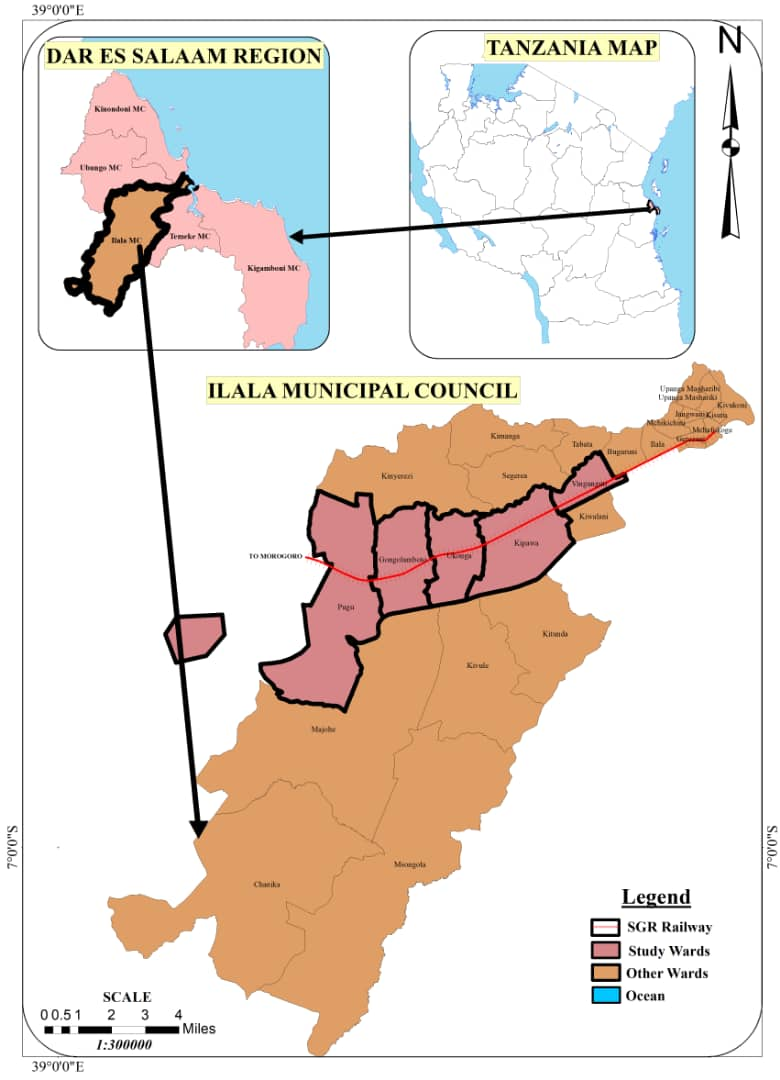 39°0'0"E
DAR ES SALAAM REGION
Kinondoni MC
Ubungo MC
Ilala MC
Temeke MC
Kigamboni MC
TANZANIA MAP
N
ILALA MUNICIPAL COUNCIL
Upanga Magharibi
Upanga Mashariki
Kivukoni
Jangwani
Kisutu
Mchikichini
Mchafukoge
Gerezani
Ilala
Kimanga
Tabata
Buguruni
Kinyerezi
Segerea
Vingunguti
Kiwalani
TO MOROGORO
Gongolamboto
Ukonga
Kipawa
Pugu
Kitunda
Kivule
Majohe
Msongola
Chanika
7°0'0"S
7°0'0"S
Legend
SGR Railway
Study Wards
Other Wards
Ocean
SCALE
0 0.5 1 2 3 4
Miles
1:300000
39°0'0"E